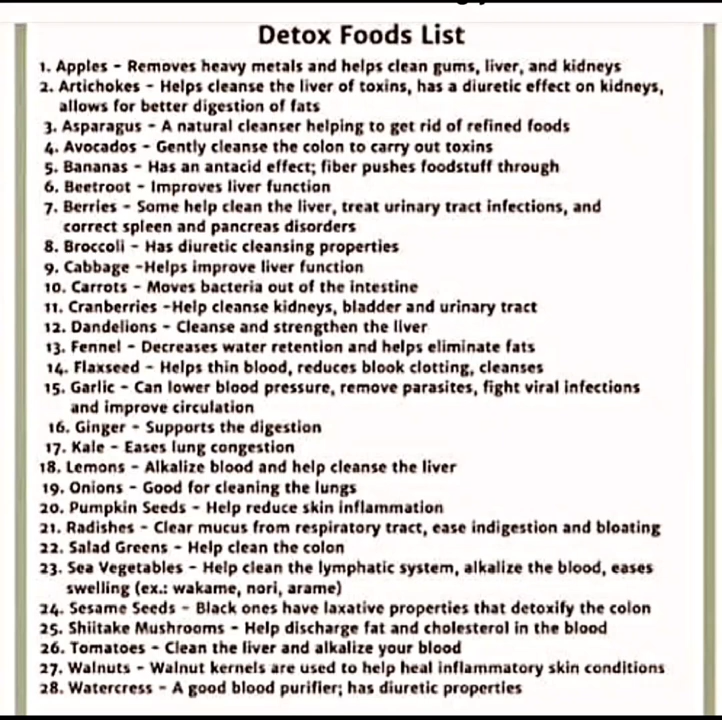 Detox Foods List
1. Apples - Removes heavy metals and helps clean gums, liver, and kidneys
2. Artichokes - Helps cleanse the liver of toxins, has a diuretic effect on kidneys,
allows for better digestion of fats
3. Asparagus - A natural cleanser helping to get rid of refined foods
4. Avocados - Gently cleanse the colon to carry out toxins
5. Bananas - Has an antacid effect; fiber pushes foodstuff through
6. Beetroot - Improves liver function
7. Berries - Some help clean the liver, treat urinary tract infections, and
correct spleen and pancreas disorders
8. Broccoli - Has diuretic cleansing properties
9. Cabbage -Helps improve liver function
10. Carrots - Moves bacteria out of the intestine
11. Cranberries -Help cleanse kidneys, bladder and urinary tract
12. Dandelions - Cleanse and strengthen the liver
13. Fennel - Decreases water retention and helps eliminate fats
14. Flaxseed - Helps thin blood, reduces blook clotting, cleanses
15. Garlic - Can lower blood pressure, remove parasites, fight viral infections
and improve circulation
16. Ginger - Supports the digestion
17. Kale - Eases lung congestion
18. Lemons - Alkalize blood and help cleanse the liver
19. Onions - Good for cleaning the lungs
20. Pumpkin Seeds - Help reduce skin inflammation
21. Radishes - Clear mucus from respiratory tract, ease indigestion and bloating
22. Salad Greens - Help clean the colon
23. Sea Vegetables - Help clean the lymphatic system, alkalize the blood, eases
swelling (ex.: wakame, nori, arame)
24. Sesame Seeds - Black ones have laxative properties that detoxify the colon
25. Shiitake Mushrooms - Help discharge fat and cholesterol in the blood
26. Tomatoes - Clean the liver and alkalize your blood
27. Walnuts - Walnut kernels are used to help heal inflammatory skin conditions
28. Watercress - A good blood purifier; has diuretic properties